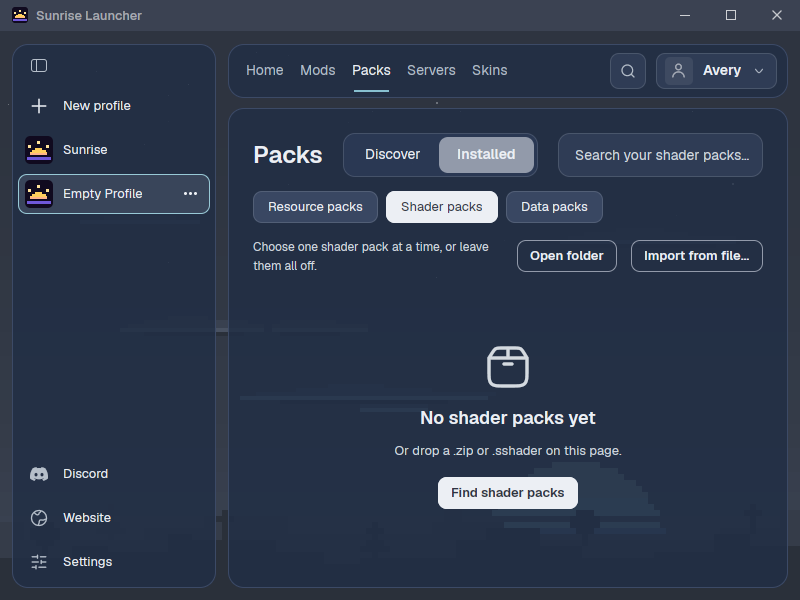 Sunrise Launcher
New profile
Sunrise
Empty Profile
Discord
Website
Settings
Home Mods Packs Servers Skins
Avery
Packs
Discover Installed
Search your shader packs...
Resource packs Shader packs Data packs
Choose one shader pack at a time, or leave
them all off.
Open folder Import from file...
No shader packs yet
Or drop a .zip or .sshader on this page.
Find shader packs